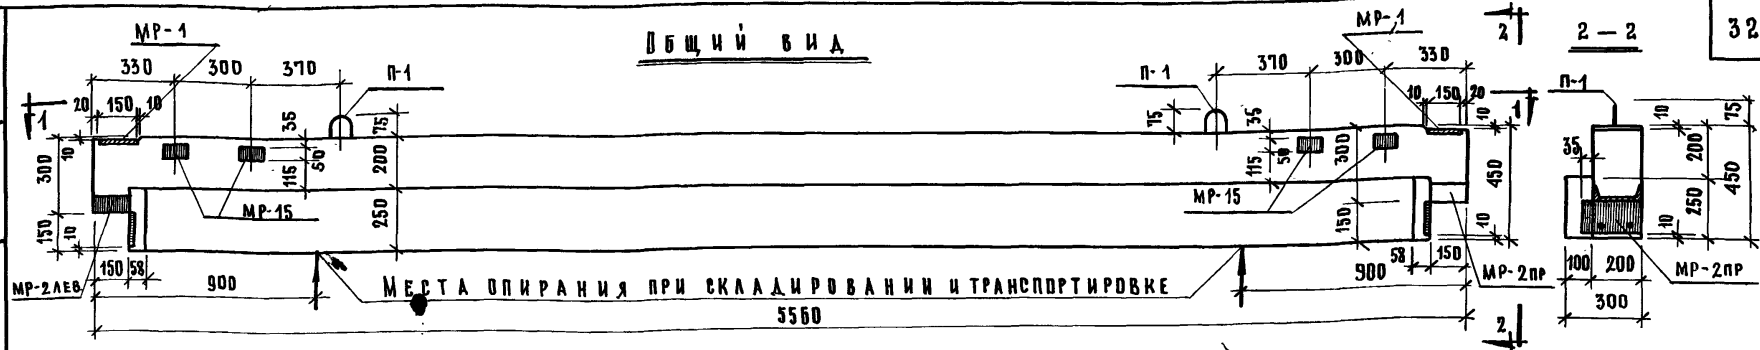 МР-1
Общий вид
МР-1
2
2 — 2
32
330 300 370
П-1
П-1
370 300 330
П-1
20 150 10
10 150 20
1
1
75
35
75
35
10
10
75
300
10
50
115
200
50
115
300
450
35
200
450
МР-15
МР-15
250
150
10
250
150
10
10
150 58
58 150
100 200
МР-2лев
900
Места опирания при складировании и транспортировке
900
МР-2пр
МР-2пр
5560
300
2